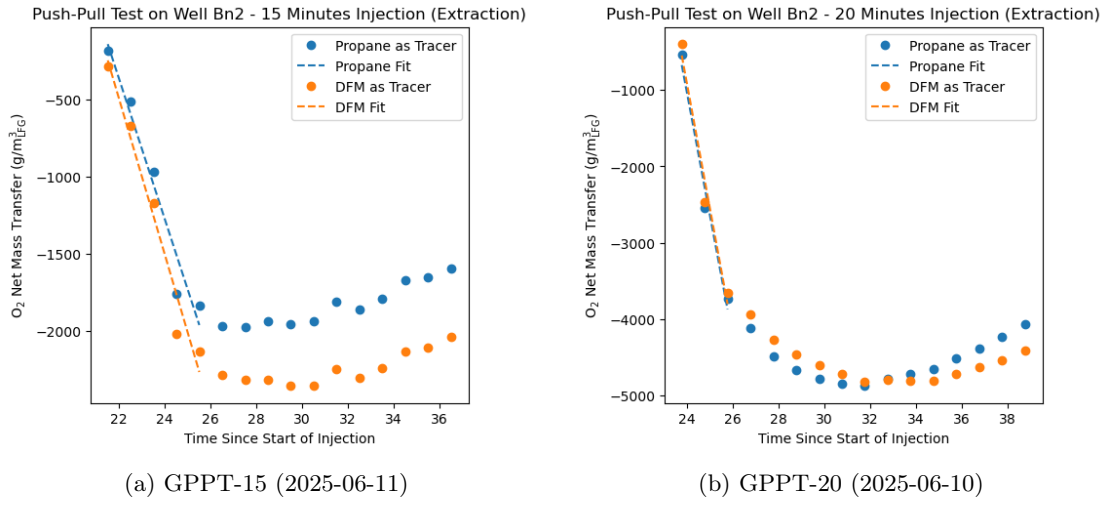 Push-Pull Test on Well Bn2 - 15 Minutes Injection (Extraction)
Propane as Tracer
Propane Fit
DFM as Tracer
DFM Fit
−500
−1000
−1500
−2000
O₂ Net Mass Transfer (g/m³_LFG)
22 24 26 28 30 32 34 36
Time Since Start of Injection
(a) GPPT-15 (2025-06-11)
Push-Pull Test on Well Bn2 - 20 Minutes Injection (Extraction)
Propane as Tracer
Propane Fit
DFM as Tracer
DFM Fit
−1000
−2000
−3000
−4000
−5000
O₂ Net Mass Transfer (g/m³_LFG)
24 26 28 30 32 34 36 38
Time Since Start of Injection
(b) GPPT-20 (2025-06-10)